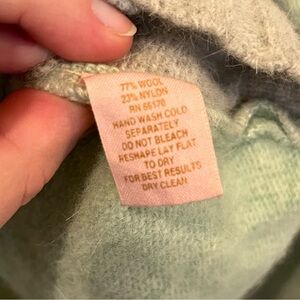 77% WOOL
23% NYLON
RN 66170
HAND WASH COLD
SEPARATELY
DO NOT BLEACH
RESHAPE LAY FLAT
TO DRY
FOR BEST RESULTS
DRY CLEAN